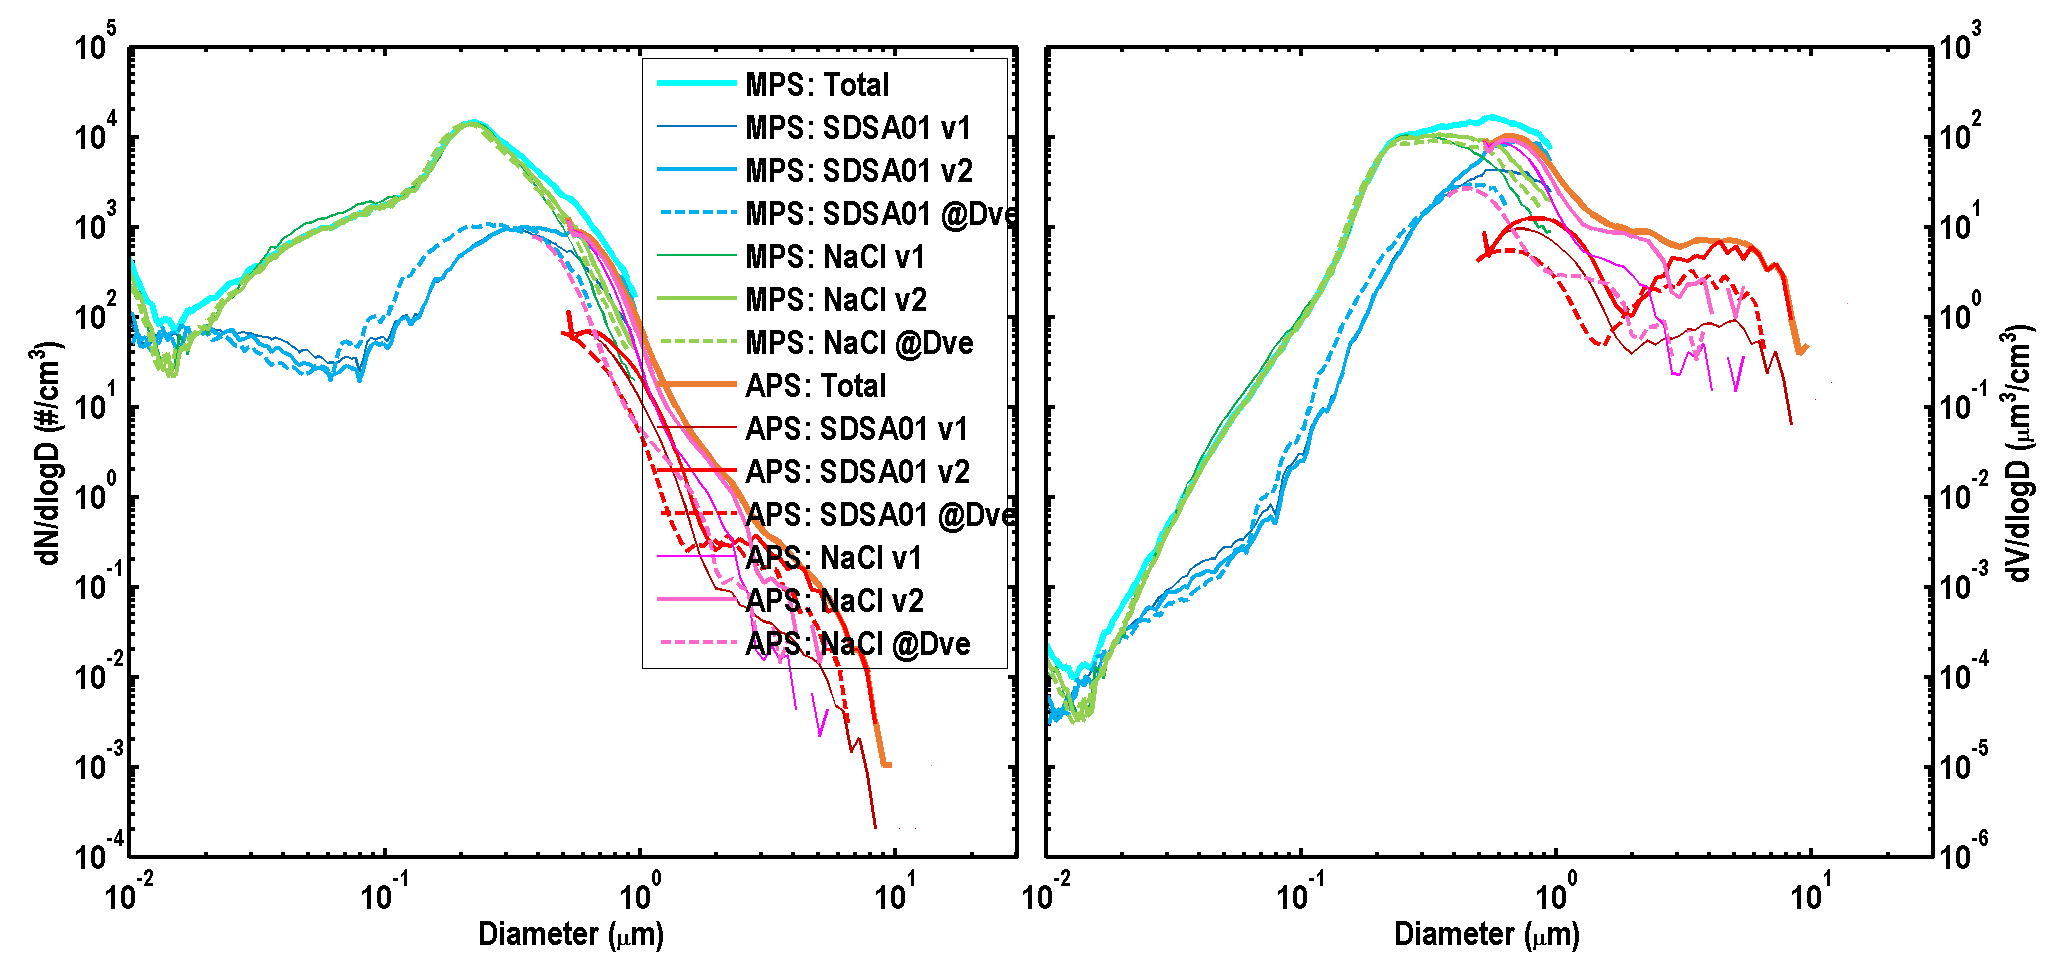 10^5
10^4
10^3
10^2
10^1
10^0
10^-1
10^-2
10^-3
10^-4
dN/dlogD (#/cm^3)
10^-2
10^-1
10^0
10^1
Diameter (μm)
MPS: Total
MPS: SDSA01 v1
MPS: SDSA01 v2
MPS: SDSA01 @Dve
MPS: NaCl v1
MPS: NaCl v2
MPS: NaCl @Dve
APS: Total
APS: SDSA01 v1
APS: SDSA01 v2
APS: SDSA01 @Dve
APS: NaCl v1
APS: NaCl v2
APS: NaCl @Dve
10^3
10^2
10^1
10^0
10^-1
10^-2
10^-3
10^-4
10^-5
10^-6
dV/dlogD (μm^3/cm^3)
10^-2
10^-1
10^0
10^1
Diameter (μm)